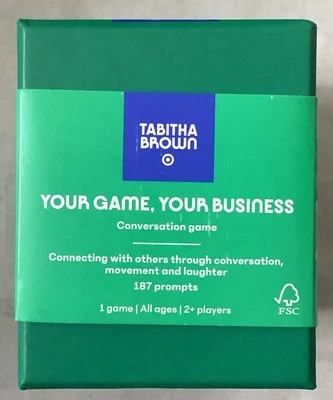 TABITHA
BROWN
YOUR GAME, YOUR BUSINESS
Conversation game
Connecting with others through conversation,
movement and laughter
187 prompts
1 game | All ages | 2+ players
FSC